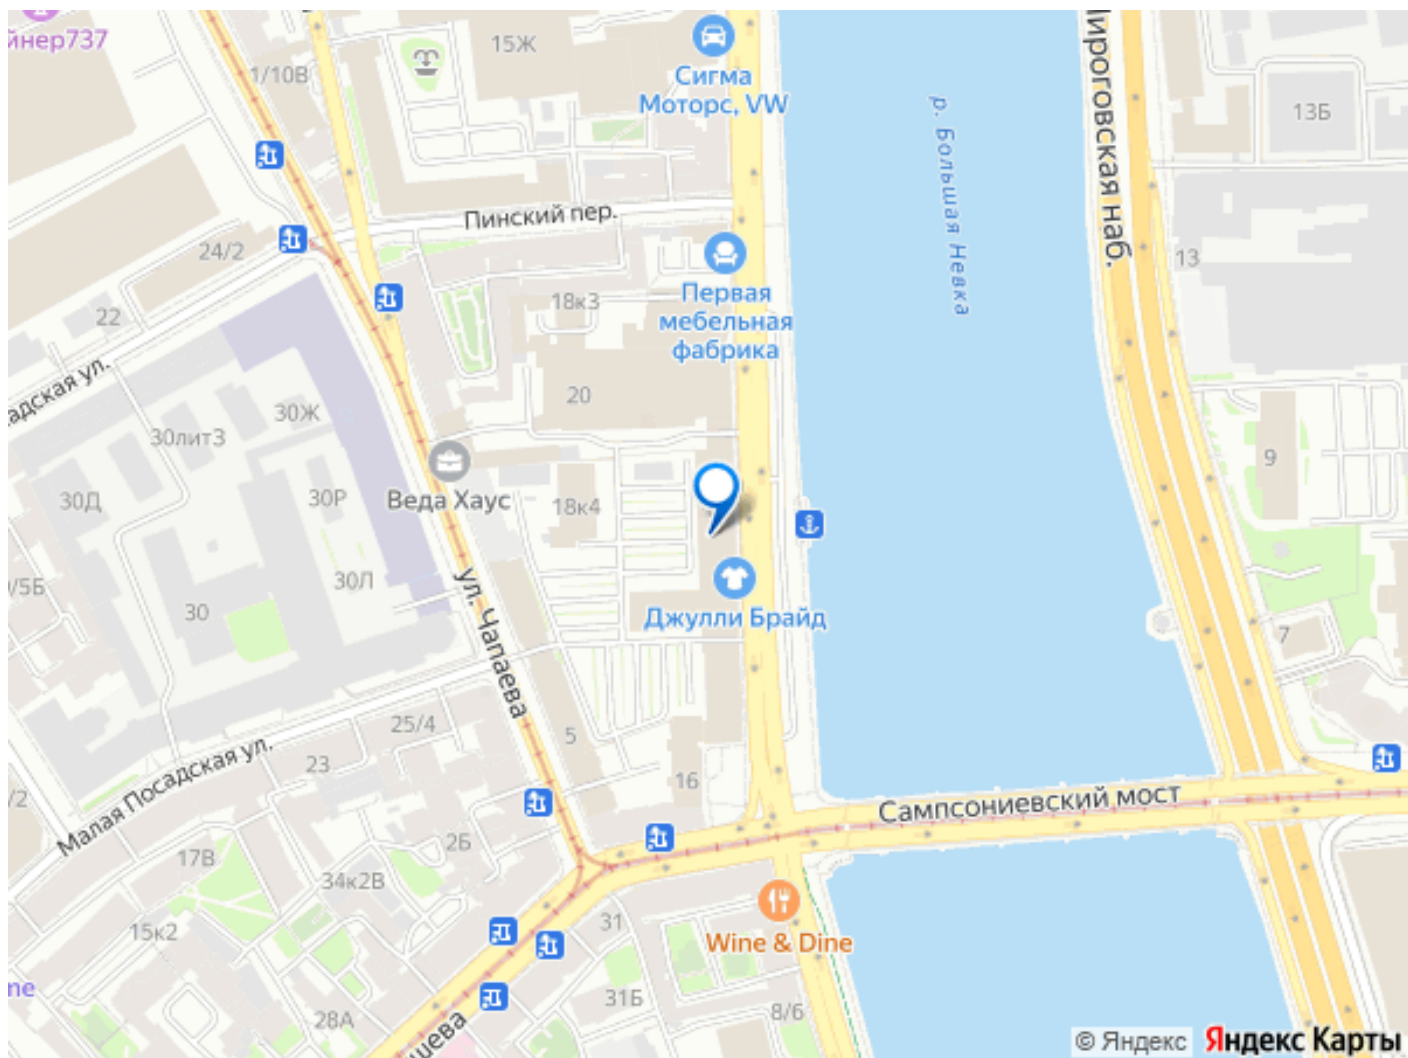 йнер737
15Ж
1/10В
Сигма
Моторс, VW
р. Большая Невка
Пироговская наб.
13Б
Пинский пер.
24/2
13
22
Первая
мебельная
фабрика
18к3
адская ул.
30Ж
20
30литЗ
9
30Д
30Р
Веда Хаус
18к4
/5Б
30Л
30
ул. Чапаева
Джулли Брайд
7
25/4
5
Малая Посадская ул.
23
16
Сампсониевский мост
/2
2Б
17В
34к2В
15к2
31
Wine & Dine
me
31Б
8/6
28А
шева
© Яндекс
Яндекс Карты